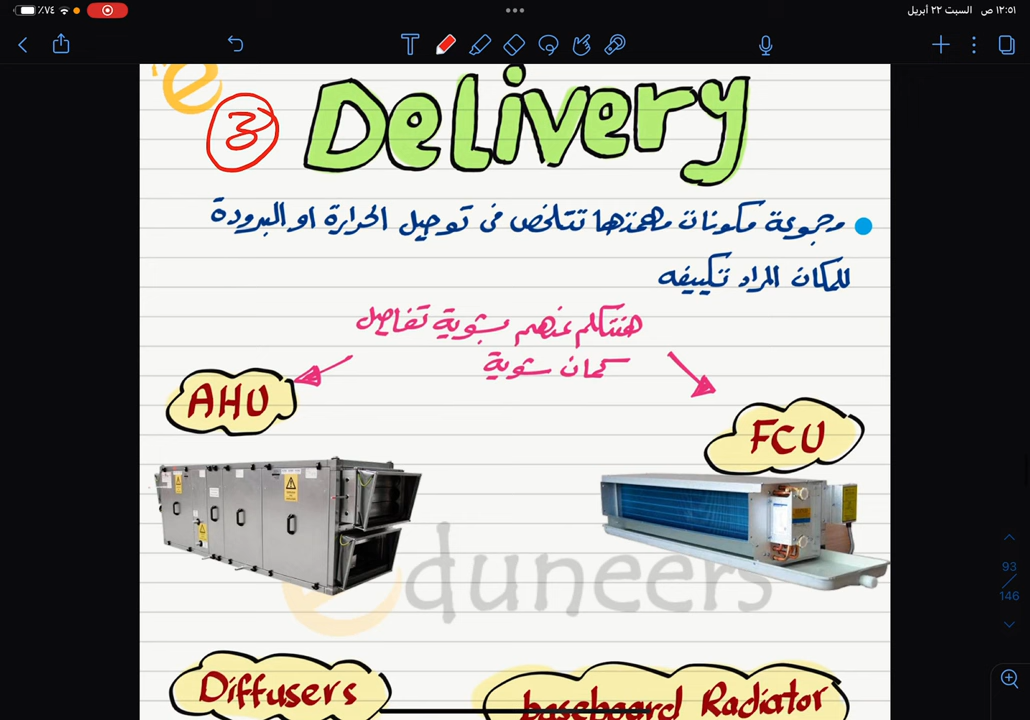 ٪٧٤
١٢:٥١ ص السبت ٢٢ أبريل
3 Delivery
مجموعة مكونات مهمتها تتلخص في توصيل الحرارة او البرودة
للمكان المراد تكييفه
هنتكلم عنهم بشوية تفاصيل
كمان شوية
AHU
FCU
eduneers
93
146
Diffusers
baseboard Radiator